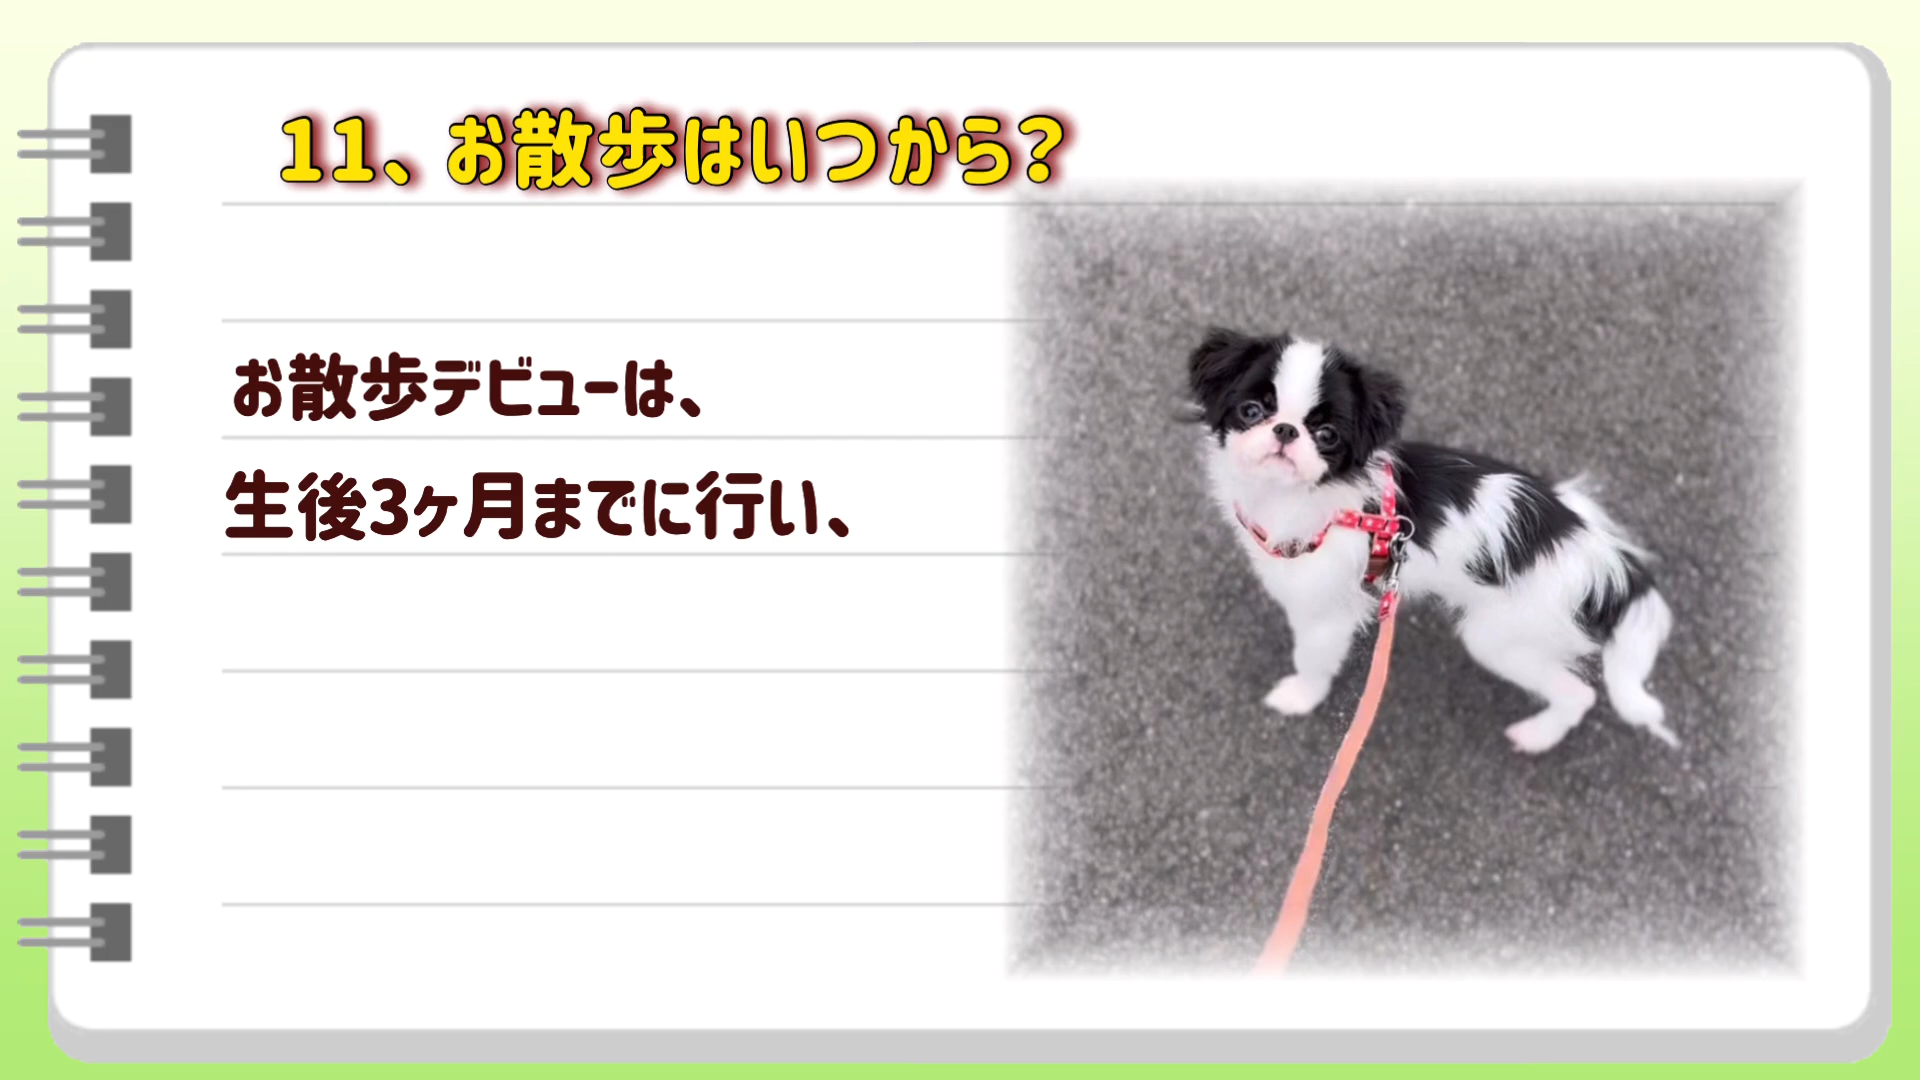 11、お散歩はいつから？
お散歩デビューは、
生後3ヶ月までに行い、